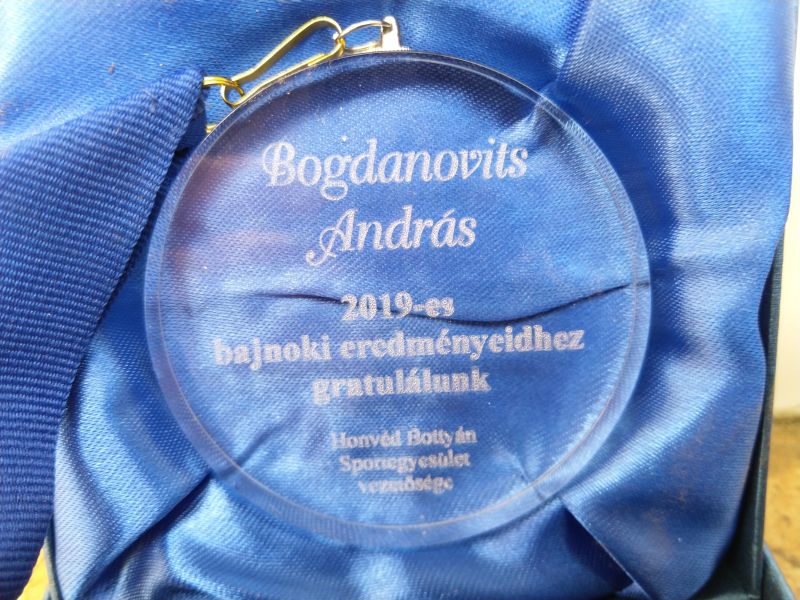 Bogdanovits
András
2019-es
bajnoki eredményeidhez
gratulálunk
Honvéd Bottyán
Sportegyesület
vezetősége